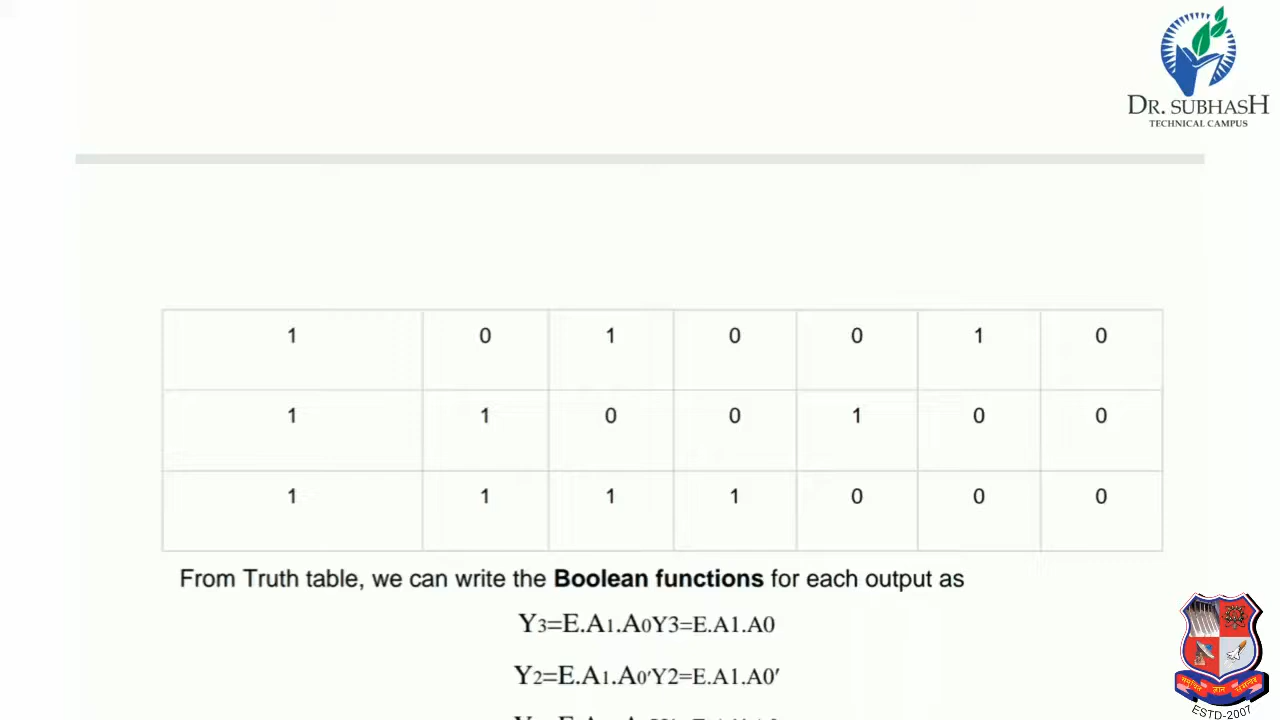 DR. SUBHASH
TECHNICAL CAMPUS
1 0 1 0 0 1 0
1 1 0 0 1 0 0
1 1 1 1 0 0 0
From Truth table, we can write the Boolean functions for each output as
Y3=E.A1.A0Y3=E.A1.A0
Y2=E.A1.A0′Y2=E.A1.A0′
ESTD-2007